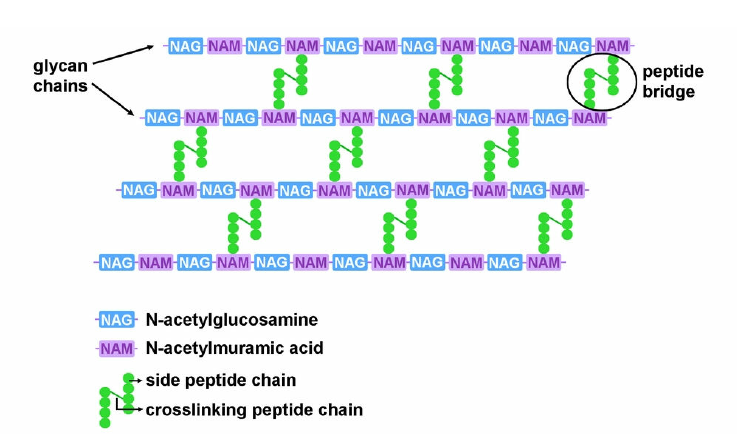 NAG NAM NAG NAM NAG NAM NAG NAM NAG NAM NAG NAM
glycan
chains
peptide
bridge
NAG NAM NAG NAM NAG NAM NAG NAM NAG NAM NAG NAM
NAG NAM NAG NAM NAG NAM NAG NAM NAG NAM NAG NAM
NAG NAM NAG NAM NAG NAM NAG NAM NAG NAM NAG NAM
NAG N-acetylglucosamine
NAM N-acetylmuramic acid
side peptide chain
crosslinking peptide chain